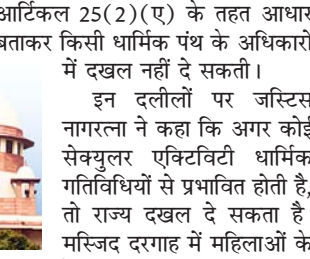 आर्टिकल 25(2)(ए) के तहत आधार
बताकर किसी धार्मिक पंथ के अधिकारों
में दखल नहीं दे सकती।
इन दलीलों पर जस्टिस
नागरत्ना ने कहा कि अगर कोई
सेक्युलर एक्टिविटी धार्मिक
गतिविधियों से प्रभावित होती है,
तो राज्य दखल दे सकता है
मस्जिद दरगाह में महिलाओं के